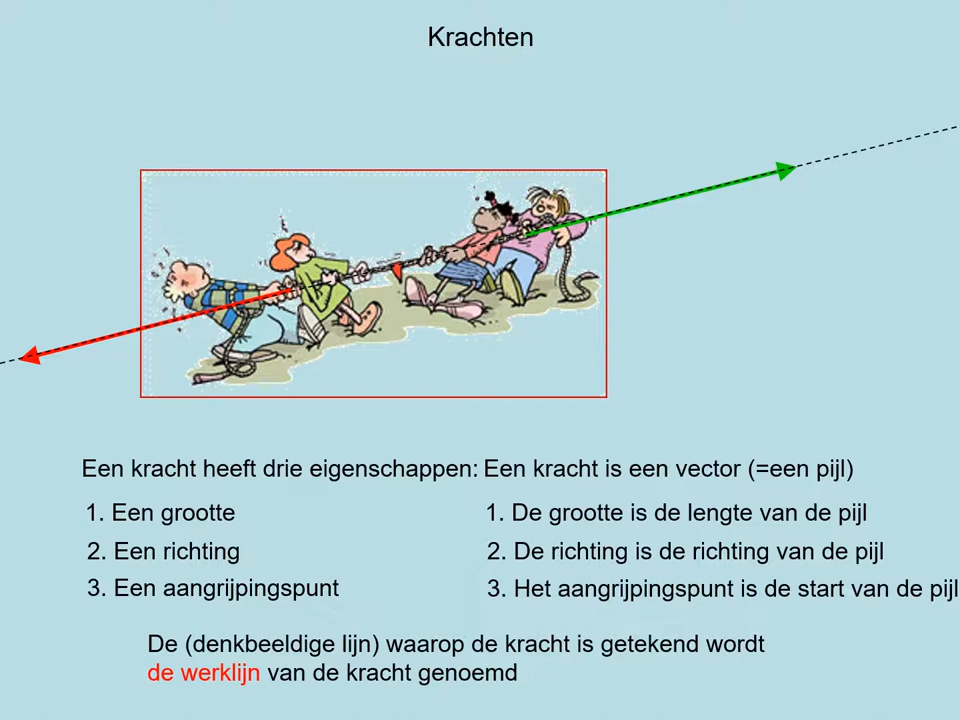 Krachten
Een kracht heeft drie eigenschappen:
1. Een grootte
2. Een richting
3. Een aangrijpingspunt
Een kracht is een vector (=een pijl)
1. De grootte is de lengte van de pijl
2. De richting is de richting van de pijl
3. Het aangrijpingspunt is de start van de pijl
De (denkbeeldige lijn) waarop de kracht is getekend wordt
de werklijn van de kracht genoemd